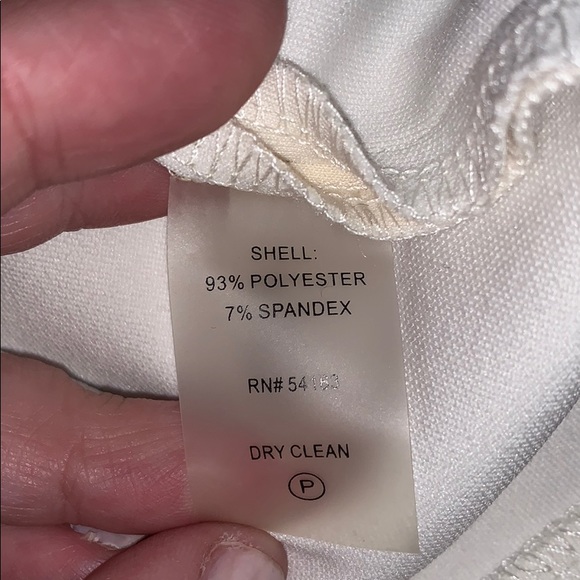 SHELL:
93% POLYESTER
7% SPANDEX
RN#
DRY CLEAN
P